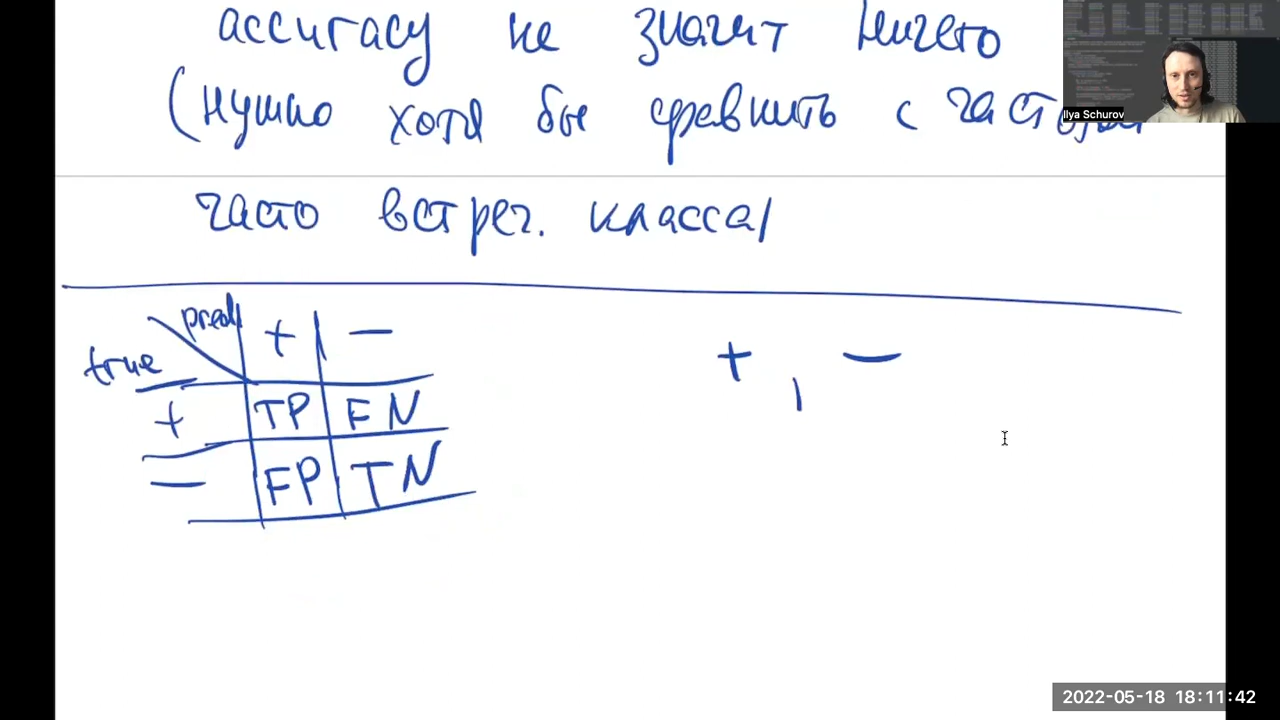 accuracy не значит ничего
(нужно хотя бы сравнить с частотой
Ilya Schurov
часто встреч. класса)
pred
true
+ −
+ TP FN
− FP TN
+ , −
2022-05-18 18:11:42